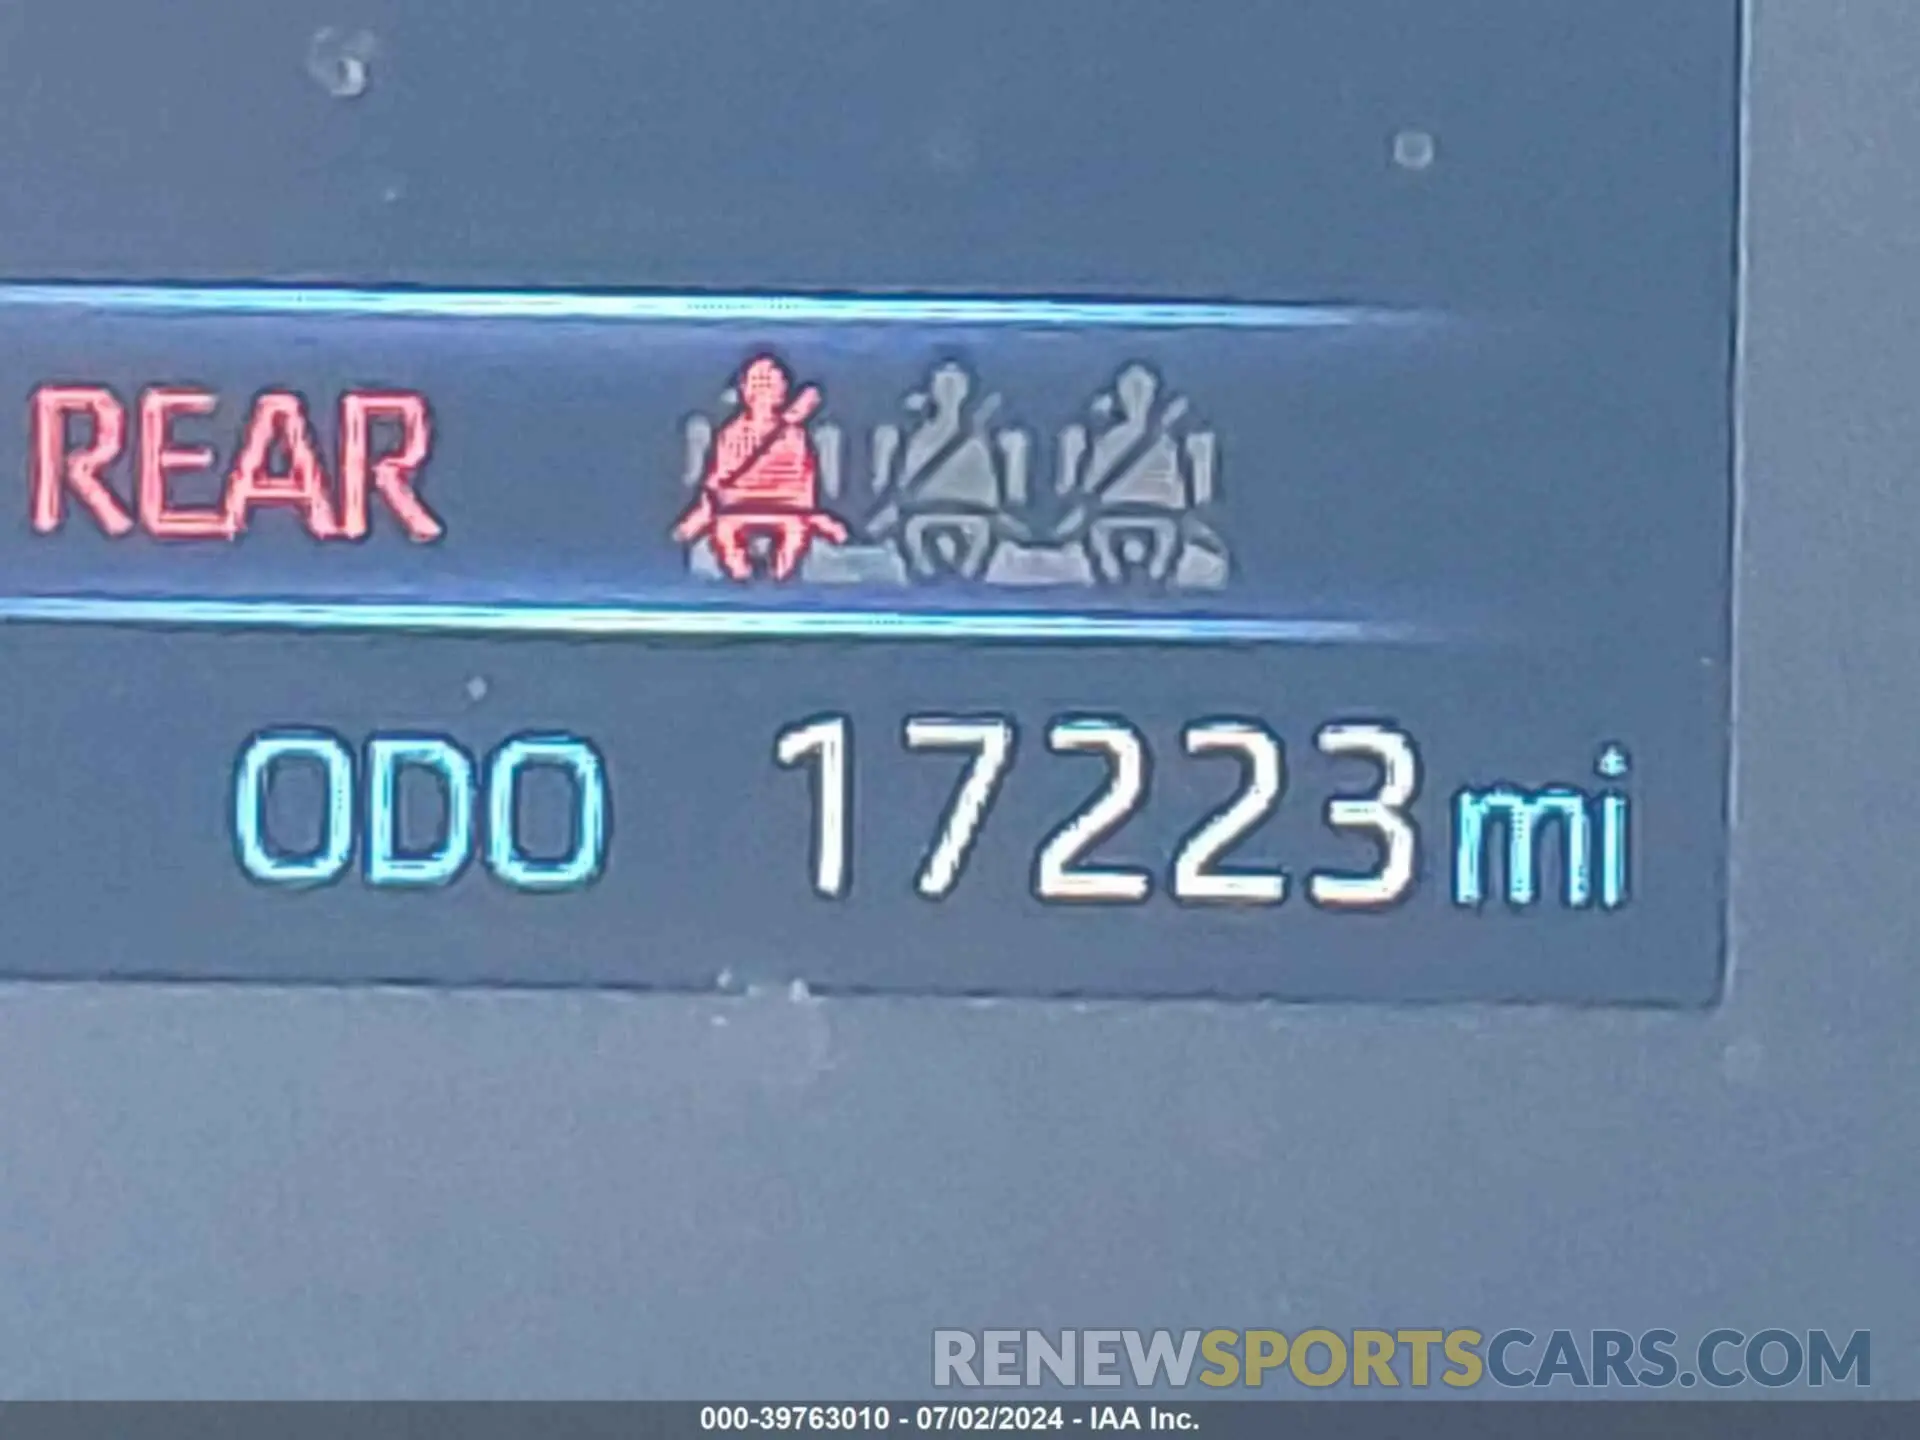 REAR
ODO 17223mi
RENEWSPORTSCARS.COM
000-39763010 - 07/02/2024 - IAA Inc.